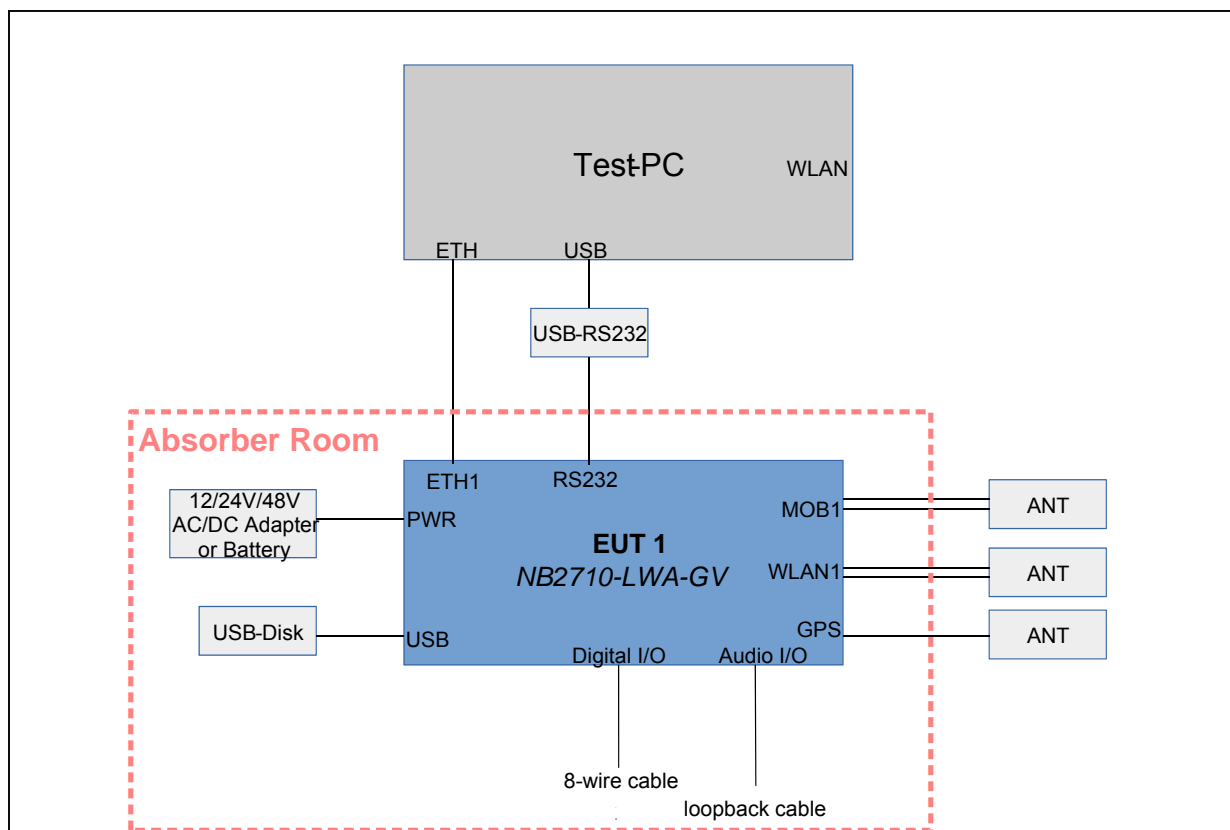 Test-PC
WLAN
ETH
USB
USB-RS232
Absorber Room
ETH1
RS232
12/24V/48V
AC/DC Adapter
or Battery
PWR
MOB1
ANT
EUT 1
NB2710-LWA-GV
WLAN1
ANT
USB-Disk
USB
GPS
ANT
Digital I/O
Audio I/O
8-wire cable
loopback cable